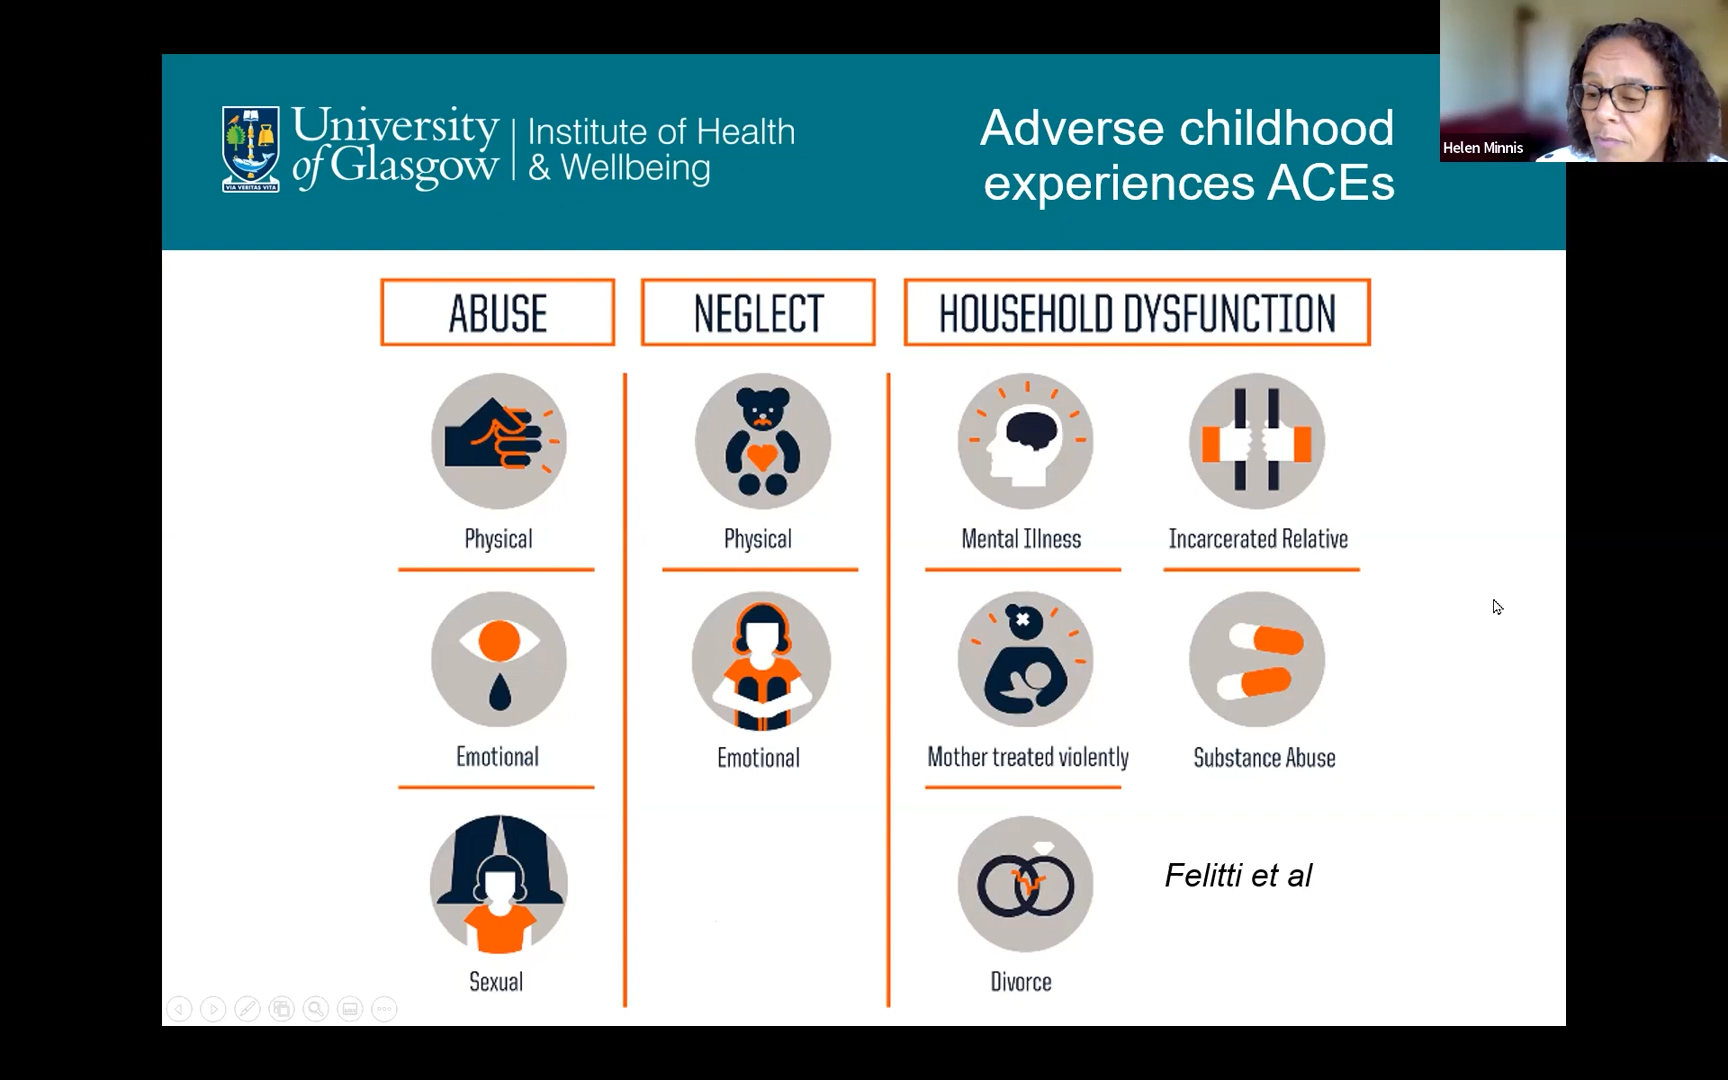 University
of Glasgow
Institute of Health
& Wellbeing
VIA VERITAS VITA
Adverse childhood
experiences ACEs
Helen Minnis
ABUSE
NEGLECT
HOUSEHOLD DYSFUNCTION
Physical
Physical
Mental Illness
Incarcerated Relative
Emotional
Emotional
Mother treated violently
Substance Abuse
Felitti et al
Sexual
Divorce